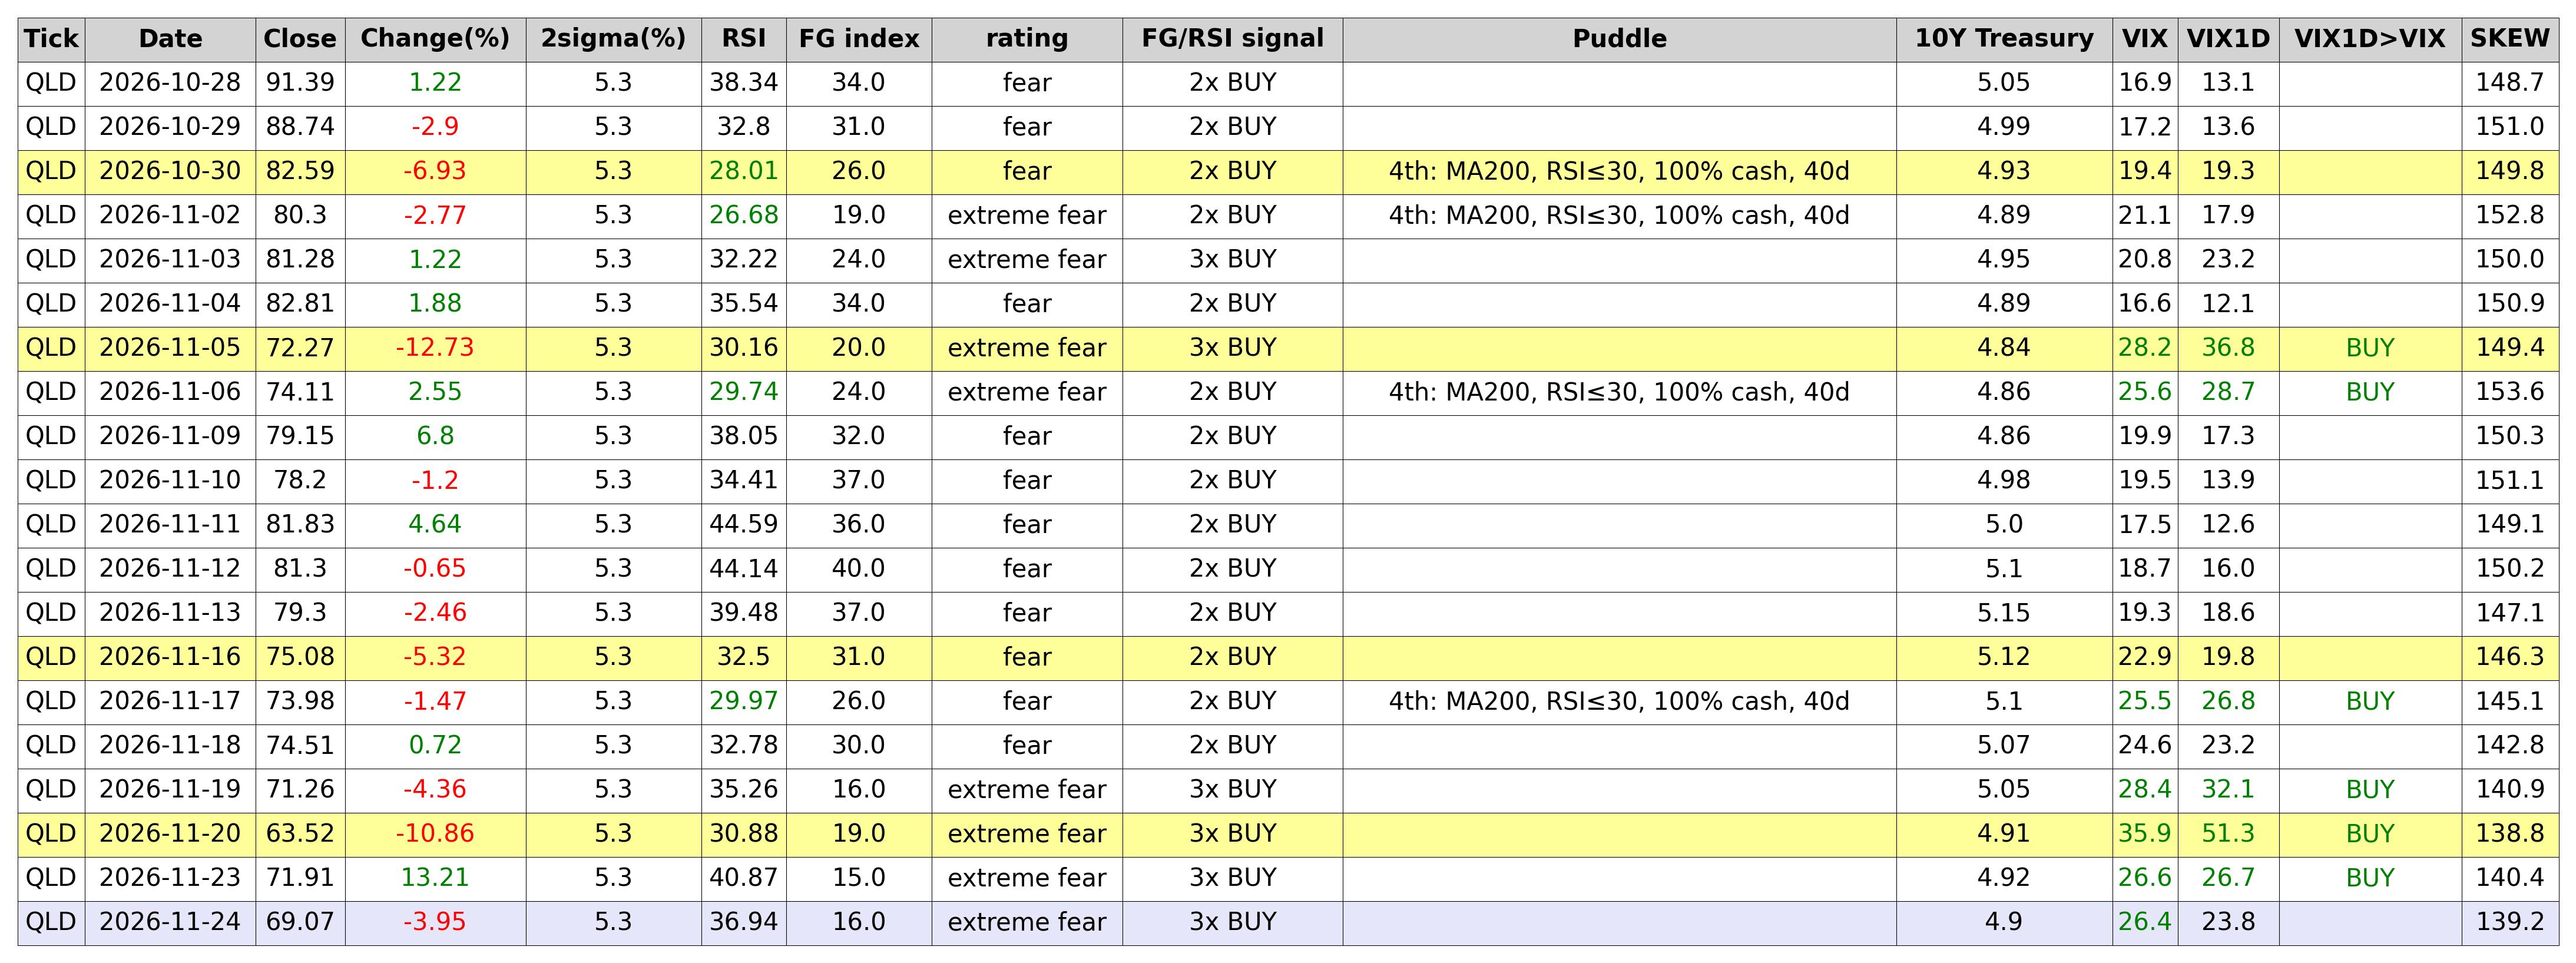 Tick Date Close Change(%) 2sigma(%) RSI FG index rating FG/RSI signal Puddle 10Y Treasury VIX VIX1D VIX1D>VIX SKEW
QLD 2026-10-28 91.39 1.22 5.3 38.34 34.0 fear 2x BUY 5.05 16.9 13.1 148.7
QLD 2026-10-29 88.74 -2.9 5.3 32.8 31.0 fear 2x BUY 4.99 17.2 13.6 151.0
QLD 2026-10-30 82.59 -6.93 5.3 28.01 26.0 fear 2x BUY 4th: MA200, RSI≤30, 100% cash, 40d 4.93 19.4 19.3 149.8
QLD 2026-11-02 80.3 -2.77 5.3 26.68 19.0 extreme fear 2x BUY 4th: MA200, RSI≤30, 100% cash, 40d 4.89 21.1 17.9 152.8
QLD 2026-11-03 81.28 1.22 5.3 32.22 24.0 extreme fear 3x BUY 4.95 20.8 23.2 150.0
QLD 2026-11-04 82.81 1.88 5.3 35.54 34.0 fear 2x BUY 4.89 16.6 12.1 150.9
QLD 2026-11-05 72.27 -12.73 5.3 30.16 20.0 extreme fear 3x BUY 4.84 28.2 36.8 BUY 149.4
QLD 2026-11-06 74.11 2.55 5.3 29.74 24.0 extreme fear 2x BUY 4th: MA200, RSI≤30, 100% cash, 40d 4.86 25.6 28.7 BUY 153.6
QLD 2026-11-09 79.15 6.8 5.3 38.05 32.0 fear 2x BUY 4.86 19.9 17.3 150.3
QLD 2026-11-10 78.2 -1.2 5.3 34.41 37.0 fear 2x BUY 4.98 19.5 13.9 151.1
QLD 2026-11-11 81.83 4.64 5.3 44.59 36.0 fear 2x BUY 5.0 17.5 12.6 149.1
QLD 2026-11-12 81.3 -0.65 5.3 44.14 40.0 fear 2x BUY 5.1 18.7 16.0 150.2
QLD 2026-11-13 79.3 -2.46 5.3 39.48 37.0 fear 2x BUY 5.15 19.3 18.6 147.1
QLD 2026-11-16 75.08 -5.32 5.3 32.5 31.0 fear 2x BUY 5.12 22.9 19.8 146.3
QLD 2026-11-17 73.98 -1.47 5.3 29.97 26.0 fear 2x BUY 4th: MA200, RSI≤30, 100% cash, 40d 5.1 25.5 26.8 BUY 145.1
QLD 2026-11-18 74.51 0.72 5.3 32.78 30.0 fear 2x BUY 5.07 24.6 23.2 142.8
QLD 2026-11-19 71.26 -4.36 5.3 35.26 16.0 extreme fear 3x BUY 5.05 28.4 32.1 BUY 140.9
QLD 2026-11-20 63.52 -10.86 5.3 30.88 19.0 extreme fear 3x BUY 4.91 35.9 51.3 BUY 138.8
QLD 2026-11-23 71.91 13.21 5.3 40.87 15.0 extreme fear 3x BUY 4.92 26.6 26.7 BUY 140.4
QLD 2026-11-24 69.07 -3.95 5.3 36.94 16.0 extreme fear 3x BUY 4.9 26.4 23.8 139.2